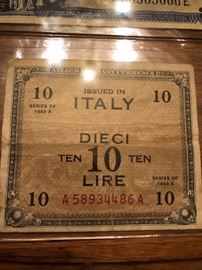 10 ISSUED IN 10
ITALY
SERIES OF
1943 A
DIECI
TEN 10 TEN
LIRE
SERIES OF
1943 A
10 10
A 58934486 A